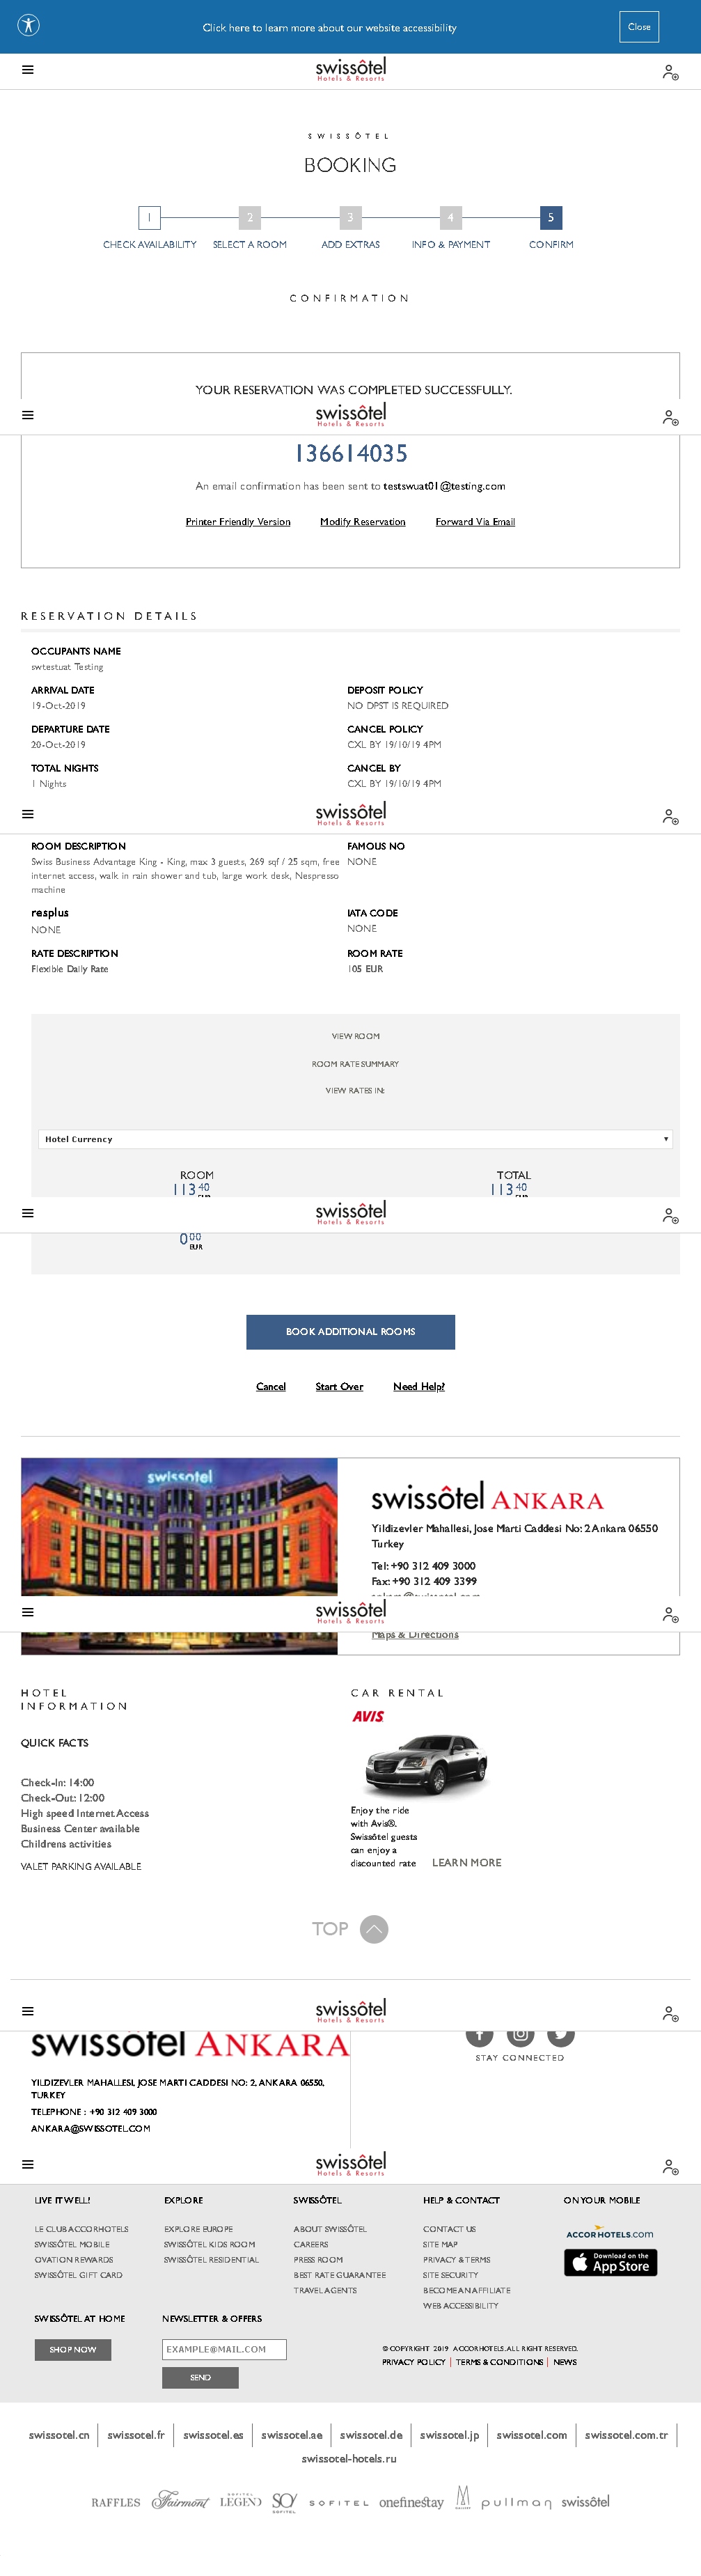 Click here to learn more about our website accessibility
Close
swissôtel
Hotels & Resorts
SWISSÔTEL
BOOKING
1 2 3 4 5
CHECK AVAILABILITY SELECT A ROOM ADD EXTRAS INFO & PAYMENT CONFIRM
CONFIRMATION
YOUR RESERVATION WAS COMPLETED SUCCESSFULLY.
swissôtel
Hotels & Resorts
136614035
An email confirmation has been sent to testswuat01@testing.com
Printer Friendly Version Modify Reservation Forward Via Email
RESERVATION DETAILS
OCCUPANTS NAME
swtestuat Testing
ARRIVAL DATE DEPOSIT POLICY
19-Oct-2019 NO DPST IS REQUIRED
DEPARTURE DATE CANCEL POLICY
20-Oct-2019 CXL BY 19/10/19 4PM
TOTAL NIGHTS CANCEL BY
1 Nights CXL BY 19/10/19 4PM
swissôtel
Hotels & Resorts
ROOM DESCRIPTION FAMOUS NO
Swiss Business Advantage King - King, max 3 guests, 269 sqf / 25 sqm, free NONE
internet access, walk in rain shower and tub, large work desk, Nespresso
machine
resplus IATA CODE
NONE NONE
RATE DESCRIPTION ROOM RATE
Flexible Daily Rate 105 EUR
VIEW ROOM
ROOM RATE SUMMARY
VIEW RATES IN:
Hotel Currency
ROOM TOTAL
113 40 113 40
swissôtel
Hotels & Resorts
0 00
EUR
BOOK ADDITIONAL ROOMS
Cancel Start Over Need Help?
swissotel
swissôtel ANKARA
Yildizevler Mahallesi, Jose Marti Caddesi No: 2 Ankara 06550
Turkey
Tel: +90 312 409 3000
Fax: +90 312 409 3399
swissôtel
Hotels & Resorts
Maps & Directions
HOTEL
INFORMATION
CAR RENTAL
AVIS
QUICK FACTS
Check-In: 14:00
Check-Out: 12:00
High speed Internet Access
Business Center available
Childrens activities
VALET PARKING AVAILABLE
Enjoy the ride
with Avis®.
Swissôtel guests
can enjoy a
discounted rate LEARN MORE
TOP
swissôtel
Hotels & Resorts
swissôtel ANKARA
STAY CONNECTED
YILDIZEVLER MAHALLESI, JOSE MARTI CADDESI NO: 2, ANKARA 06550,
TURKEY
TELEPHONE : +90 312 409 3000
ANKARA@SWISSOTEL.COM
swissôtel
Hotels & Resorts
LIVE IT WELL! EXPLORE SWISSÔTEL HELP & CONTACT ON YOUR MOBILE
LE CLUB ACCORHOTELS EXPLORE EUROPE ABOUT SWISSÔTEL CONTACT US ACCORHOTELS.com
SWISSÔTEL MOBILE SWISSÔTEL KIDS ROOM CAREERS SITE MAP
OVATION REWARDS SWISSÔTEL RESIDENTIAL PRESS ROOM PRIVACY & TERMS Download on the
SWISSÔTEL GIFT CARD BEST RATE GUARANTEE SITE SECURITY App Store
TRAVEL AGENTS BECOME AN AFFILIATE
WEB ACCESSIBILITY
SWISSÔTEL AT HOME NEWSLETTER & OFFERS
SHOP NOW EXAMPLE@MAIL.COM © COPYRIGHT 2019 ACCORHOTELS. ALL RIGHT RESERVED.
PRIVACY POLICY TERMS & CONDITIONS NEWS
SEND
swissotel.cn swissotel.fr swissotel.es swissotel.ae swissotel.de swissotel.jp swissotel.com swissotel.com.tr
swissotel-hotels.ru
RAFFLES Fairmont SOFITEL LEGEND SO/ SOFITEL SOFITEL onefinestay pullman swissôtel